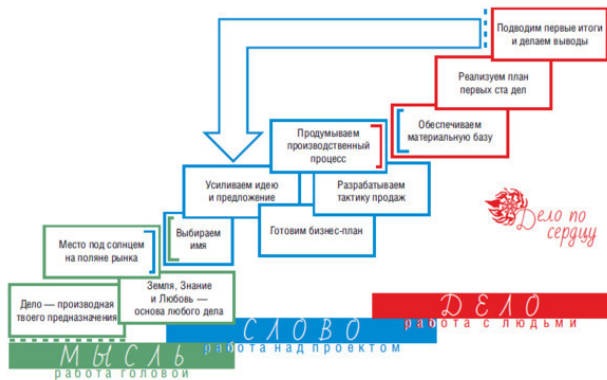 Подводим первые итоги
и делаем выводы
Реализуем план
первых ста дел
Обеспечиваем
материальную базу
Продумываем
производственный
процесс
Усиливаем идею
и предложение
Разрабатываем
тактику продаж
Выбираем
имя
Готовим бизнес-план
Место под солнцем
на поляне рынка
Земля, Знание
и Любовь —
основа любого дела
Дело — производная
твоего предназначения
Дело по
сердцу
ДЕЛО
работа с людьми
СЛОВО
работа над проектом
МЫСЛЬ
работа головой